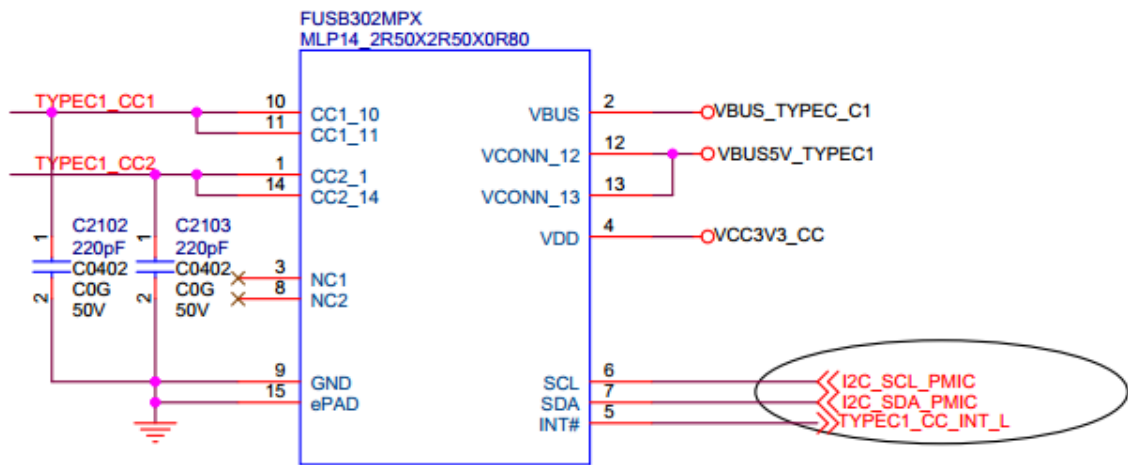 FUSB302MPX
MLP14_2R50X2R50X0R80
TYPEC1_CC1
10
CC1_10
11
CC1_11
TYPEC1_CC2
1
CC2_1
14
CC2_14
VBUS
2
VBUS_TYPEC_C1
VCONN_12
12
VBUS5V_TYPEC1
VCONN_13
13
VDD
4
VCC3V3_CC
1
C2102
220pF
C0402
C0G
50V
2
1
C2103
220pF
C0402
C0G
50V
2
3
NC1
8
NC2
9
GND
15
ePAD
SCL
6
I2C_SCL_PMIC
SDA
7
I2C_SDA_PMIC
INT#
5
TYPEC1_CC_INT_L